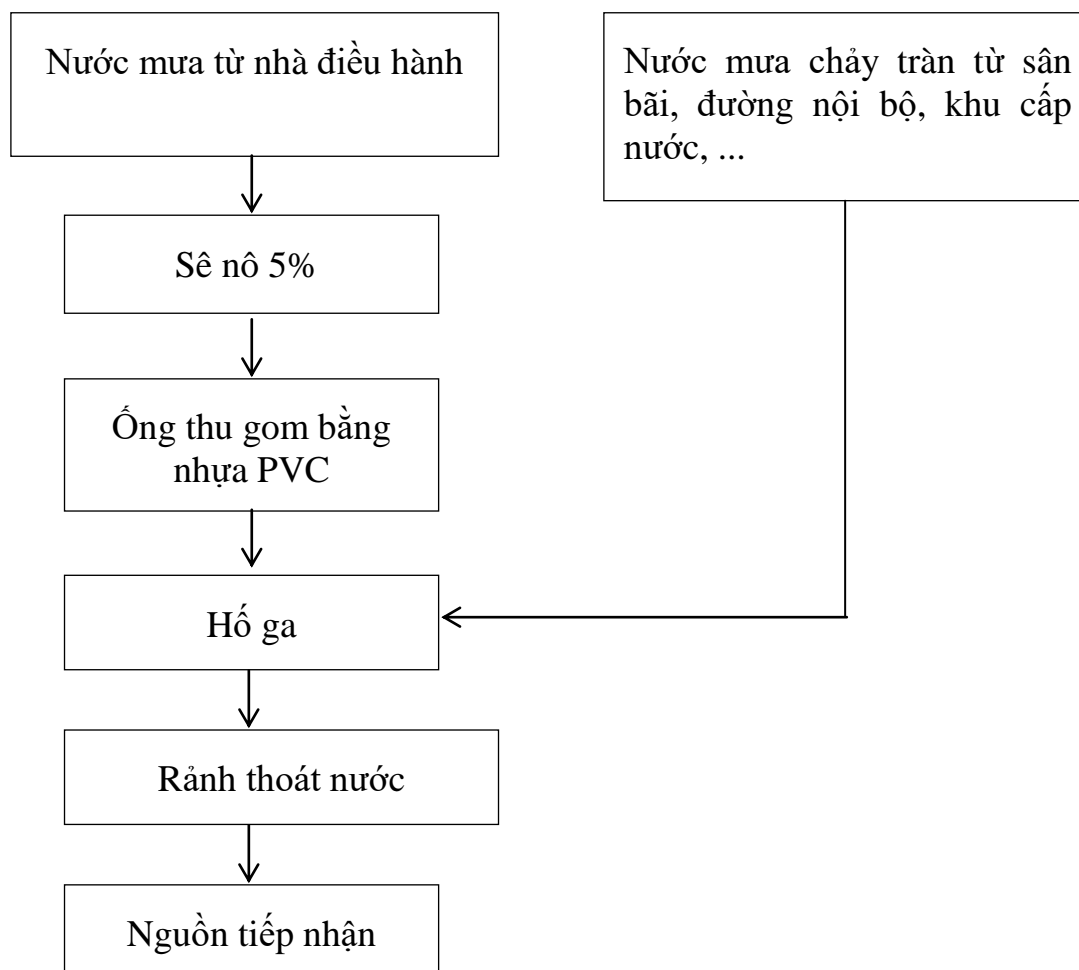 Nước mưa từ nhà điều hành
Nước mưa chảy tràn từ sân
bãi, đường nội bộ, khu cấp
nước, ...
Sê nô 5%
Ống thu gom bằng
nhựa PVC
Hố ga
Rảnh thoát nước
Nguồn tiếp nhận